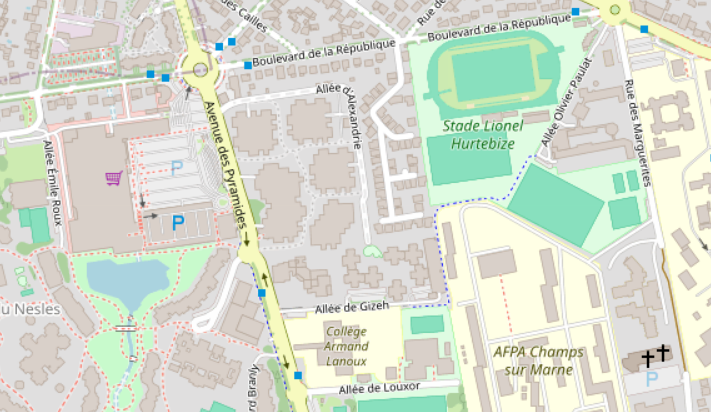 des Cailles
Rue de
Boulevard de la République
Boulevard de la République
Allée d'Alexandrie
Stade Lionel
Hurtebize
Allée Olivier Paulat
Rue des Marguerites
Avenue des Pyramides
Allée Émile Roux
P
P
u Nesles
Allée de Gizeh
Collège
Armand
Lanoux
AFPA Champs
sur Marne
P
Allée de Louxor
rd Branly